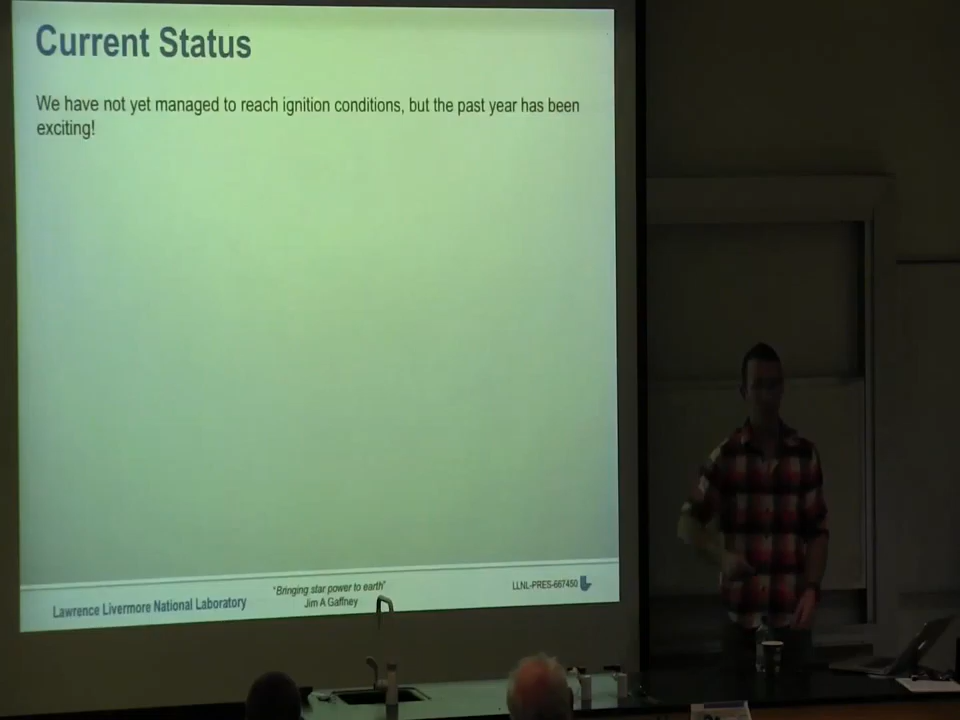 Current Status
We have not yet managed to reach ignition conditions, but the past year has been
exciting!
"Bringing star power to earth"
Jim A Gaffney
LLNL-PRES-667450
Lawrence Livermore National Laboratory